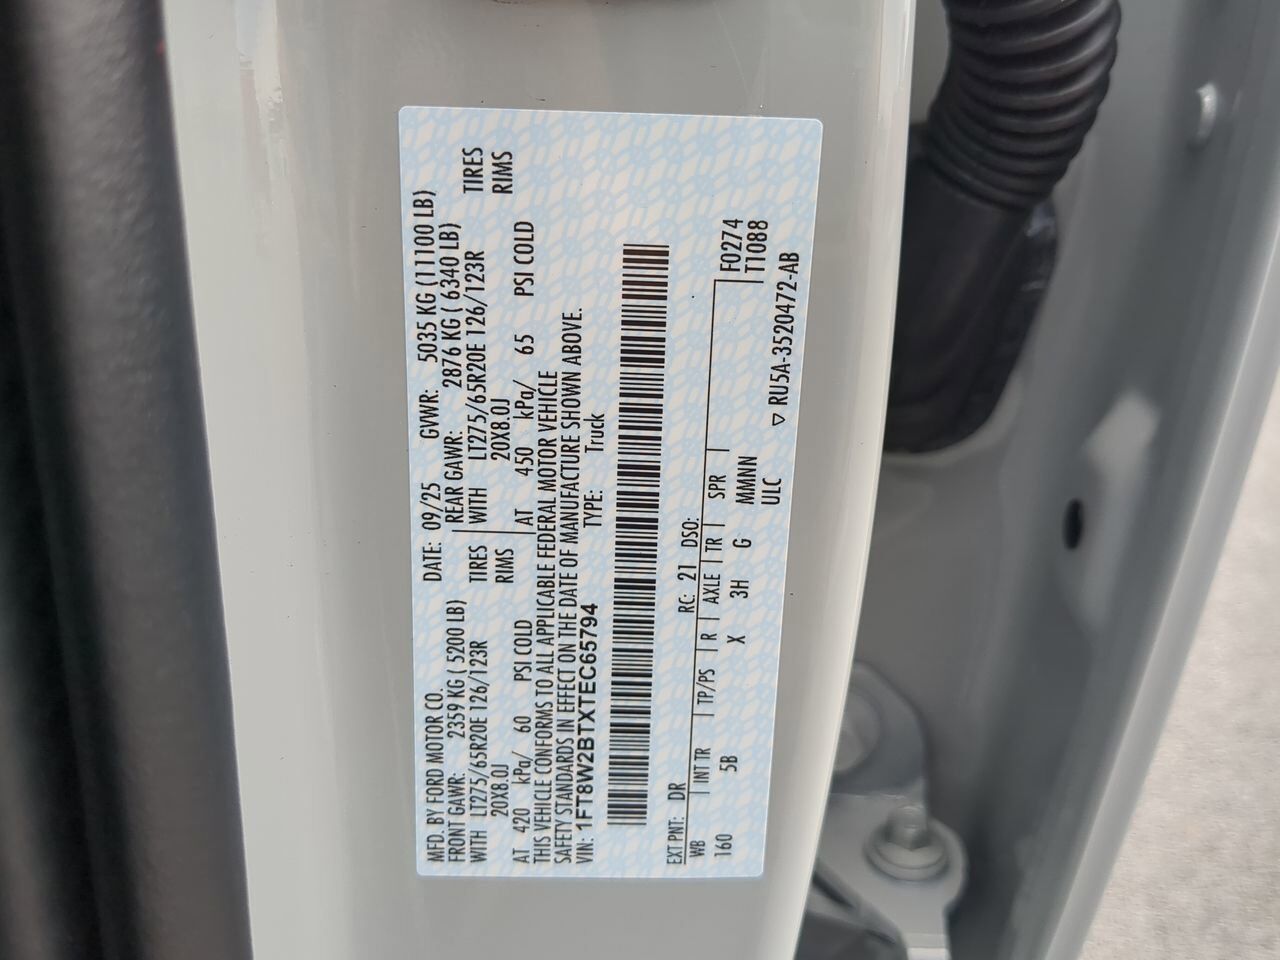 MFD. BY FORD MOTOR CO. DATE: 09/25 GVWR: 5035 KG (11100 LB)
FRONT GAWR: 2359 KG ( 5200 LB) REAR GAWR: 2876 KG ( 6340 LB)
WITH LT275/65R20E 126/123R TIRES WITH LT275/65R20E 126/123R TIRES
20X8.0J RIMS 20X8.0J RIMS
AT 420 kPa/ 60 PSI COLD AT 450 kPa/ 65 PSI COLD
THIS VEHICLE CONFORMS TO ALL APPLICABLE FEDERAL MOTOR VEHICLE
SAFETY STANDARDS IN EFFECT ON THE DATE OF MANUFACTURE SHOWN ABOVE.
VIN: 1FT8W2BTXTEC65794 TYPE: Truck
EXT PNT: DR RC: 21 DSO:
WB INT TR TP/PS R AXLE TR SPR F0274
160 5B X 3H G MMNN T1088
ULC
▽ RU5A-3520472-AB